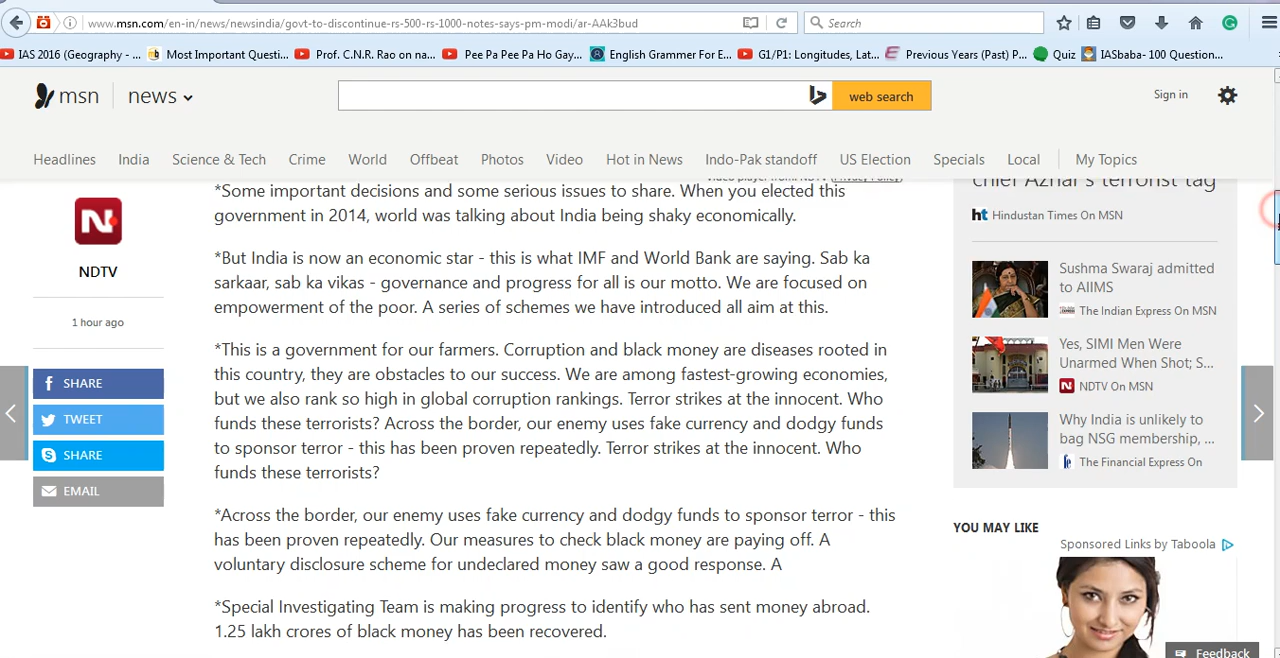 www.msn.com/en-in/news/newsindia/govt-to-discontinue-rs-500-rs-1000-notes-says-pm-modi/ar-AAk3bud
Search
IAS 2016 (Geography - ...
Most Important Questi...
Prof. C.N.R. Rao on na...
Pee Pa Pee Pa Ho Gay...
English Grammer For E...
G1/P1: Longitudes, Lat...
Previous Years (Past) P...
Quiz
IASbaba- 100 Question...
msn
news
web search
Sign in
Headlines
India
Science & Tech
Crime
World
Offbeat
Photos
Video
Hot in News
Indo-Pak standoff
US Election
Specials
Local
My Topics
Video player from: NDTV (Privacy Policy)
*Some important decisions and some serious issues to share. When you elected this
government in 2014, world was talking about India being shaky economically.
*But India is now an economic star - this is what IMF and World Bank are saying. Sab ka
sarkaar, sab ka vikas - governance and progress for all is our motto. We are focused on
empowerment of the poor. A series of schemes we have introduced all aim at this.
*This is a government for our farmers. Corruption and black money are diseases rooted in
this country, they are obstacles to our success. We are among fastest-growing economies,
but we also rank so high in global corruption rankings. Terror strikes at the innocent. Who
funds these terrorists? Across the border, our enemy uses fake currency and dodgy funds
to sponsor terror - this has been proven repeatedly. Terror strikes at the innocent. Who
funds these terrorists?
*Across the border, our enemy uses fake currency and dodgy funds to sponsor terror - this
has been proven repeatedly. Our measures to check black money are paying off. A
voluntary disclosure scheme for undeclared money saw a good response. A
*Special Investigating Team is making progress to identify who has sent money abroad.
1.25 lakh crores of black money has been recovered.
N
NDTV
1 hour ago
SHARE
TWEET
SHARE
EMAIL
chief Azhar's terrorist tag
ht Hindustan Times On MSN
Sushma Swaraj admitted
to AIIMS
The Indian Express On MSN
Yes, SIMI Men Were
Unarmed When Shot; S...
NDTV On MSN
Why India is unlikely to
bag NSG membership, ...
The Financial Express On
YOU MAY LIKE
Sponsored Links by Taboola
Feedback